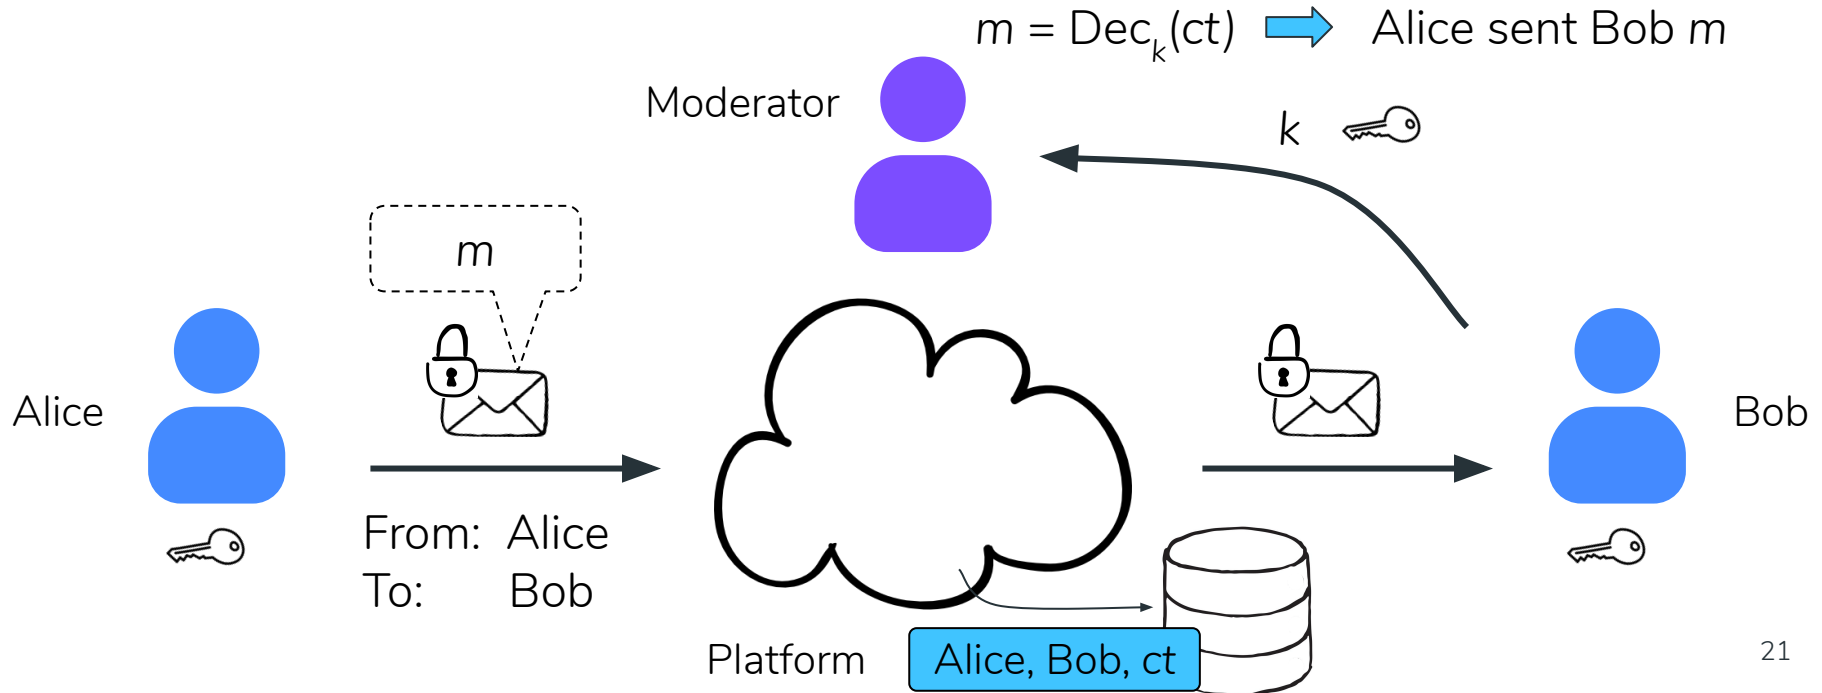 m = Dec_k(ct) Alice sent Bob m
Moderator
k
m
Alice
Bob
From: Alice
To: Bob
Platform
Alice, Bob, ct
21